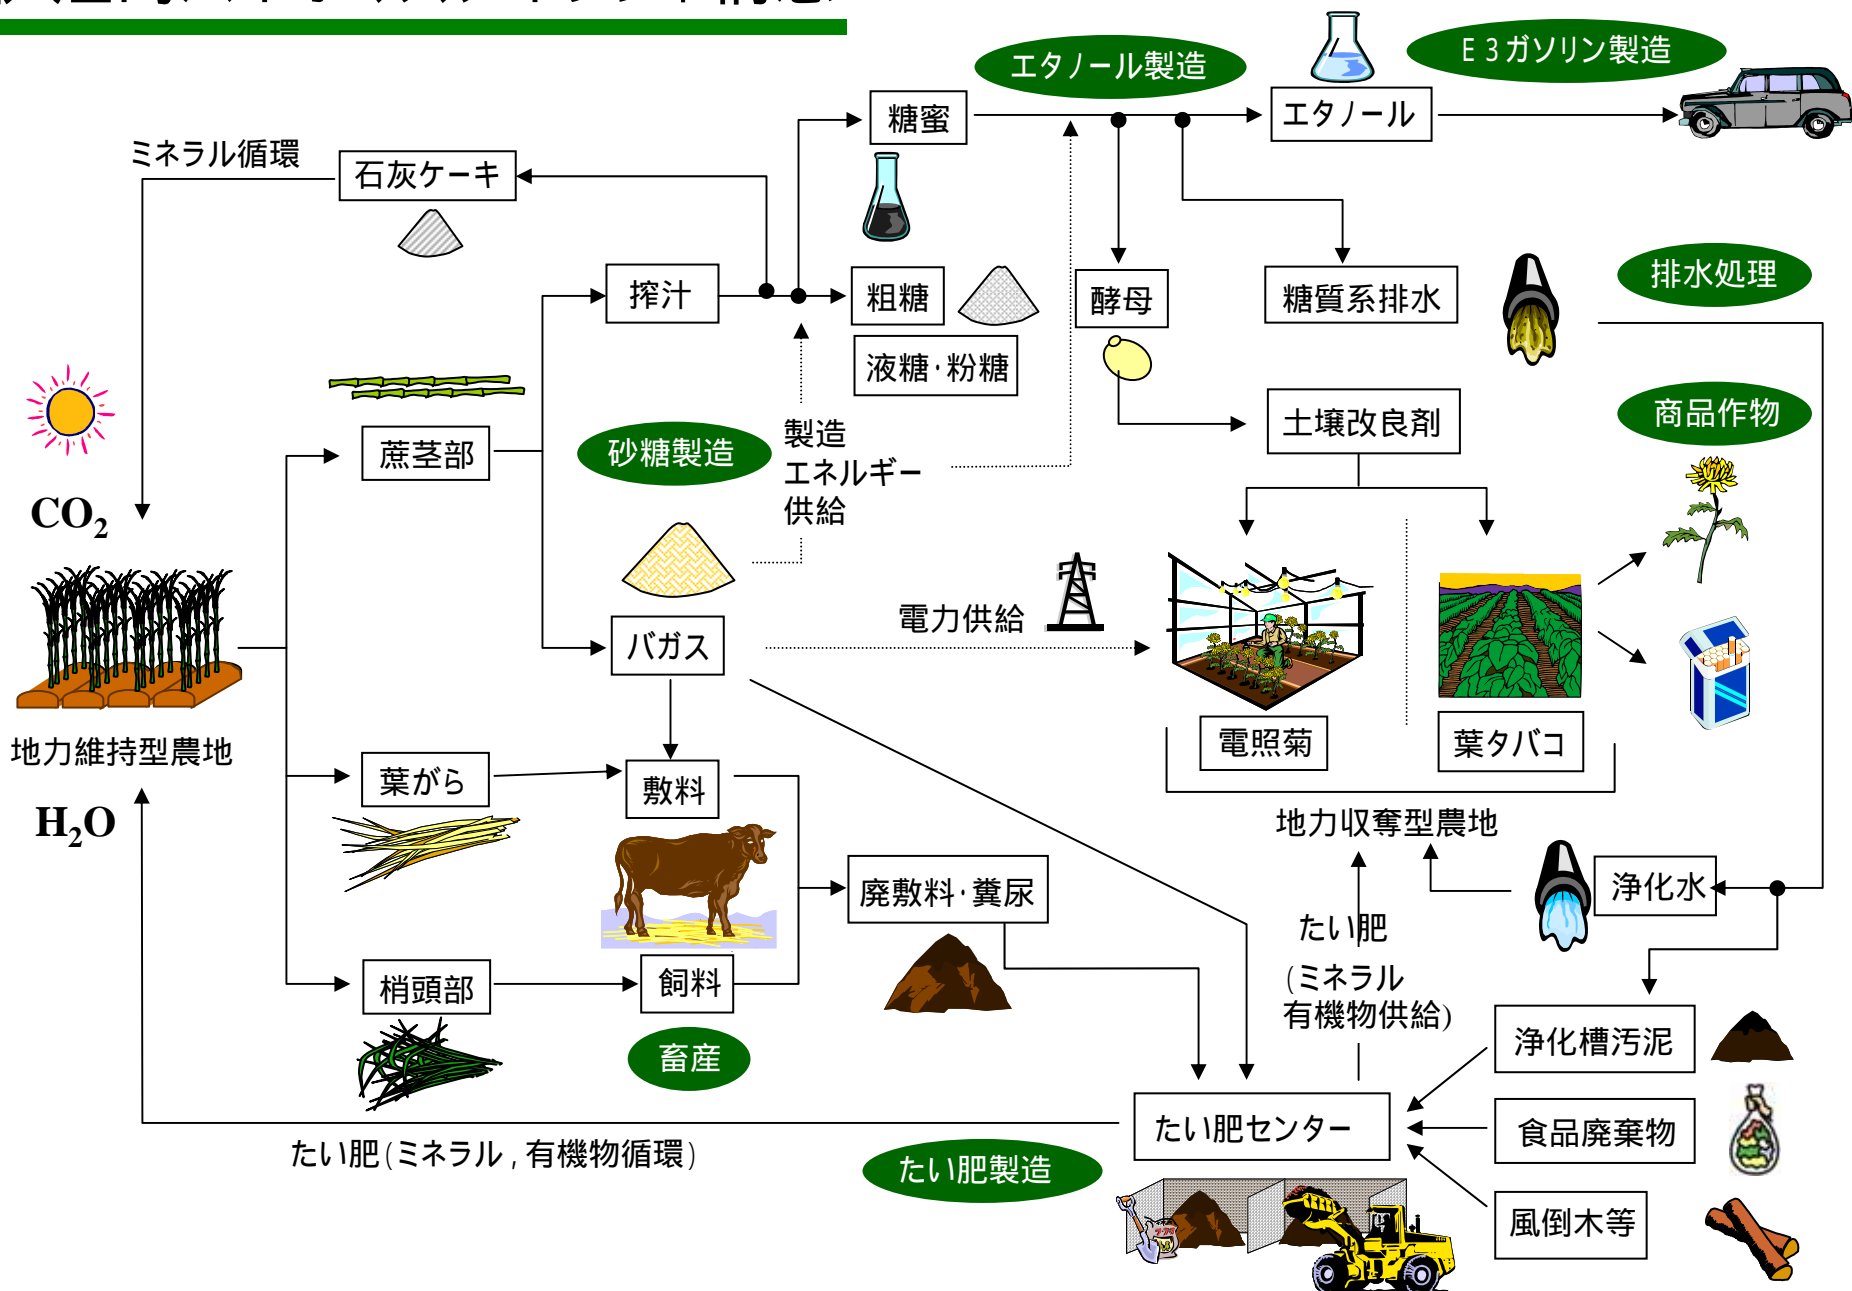 エタノール製造
E3ガソリン製造
糖蜜
エタノール
ミネラル循環
石灰ケーキ
搾汁
粗糖
液糖・粉糖
酵母
糖質系排水
排水処理
土壌改良剤
商品作物
蔗茎部
砂糖製造
製造
エネルギー
供給
CO₂
バガス
電力供給
電照菊
葉タバコ
地力維持型農地
葉がら
敷料
地力収奪型農地
H₂O
廃敷料・糞尿
浄化水
たい肥
(ミネラル
有機物供給)
梢頭部
飼料
畜産
浄化槽汚泥
たい肥センター
食品廃棄物
たい肥(ミネラル,有機物循環)
たい肥製造
風倒木等